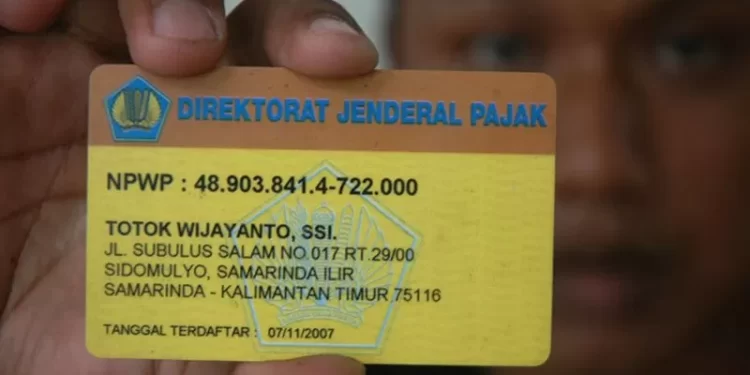 DIREKTORAT JENDERAL PAJAK
NPWP : 48.903.841.4-722.000
TOTOK WIJAYANTO, SSI.
JL. SUBULUS SALAM NO.017 RT.29/00
SIDOMULYO, SAMARINDA ILIR
SAMARINDA - KALIMANTAN TIMUR 75116
TANGGAL TERDAFTAR : 07/11/2007